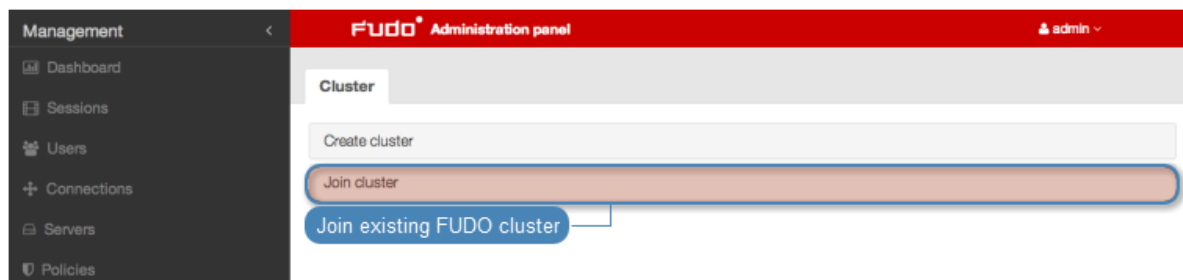 Management
FUDO Administration panel
admin
Dashboard
Sessions
Users
Connections
Servers
Policies
Cluster
Create cluster
Join cluster
Join existing FUDO cluster